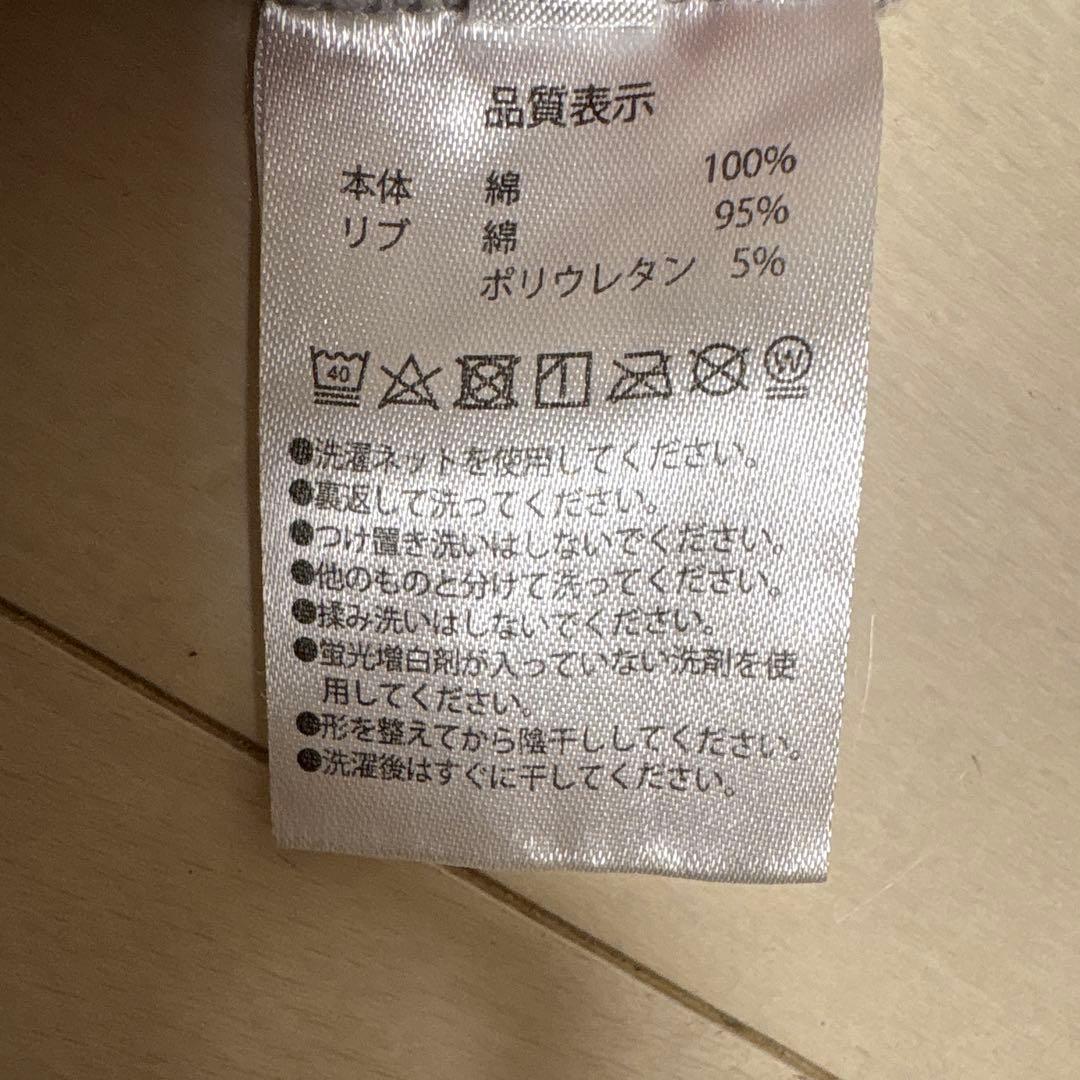 品質表示
本体 綿 100%
リブ 綿 95%
ポリウレタン 5%
40 W
●洗濯ネットを使用してください。
●裏返して洗ってください。
●つけ置き洗いはしないでください。
●他のものと分けて洗ってください。
●揉み洗いはしないでください。
●蛍光増白剤が入っていない洗剤を使
用してください。
●形を整えてから陰干ししてください。
●洗濯後はすぐに干してください。